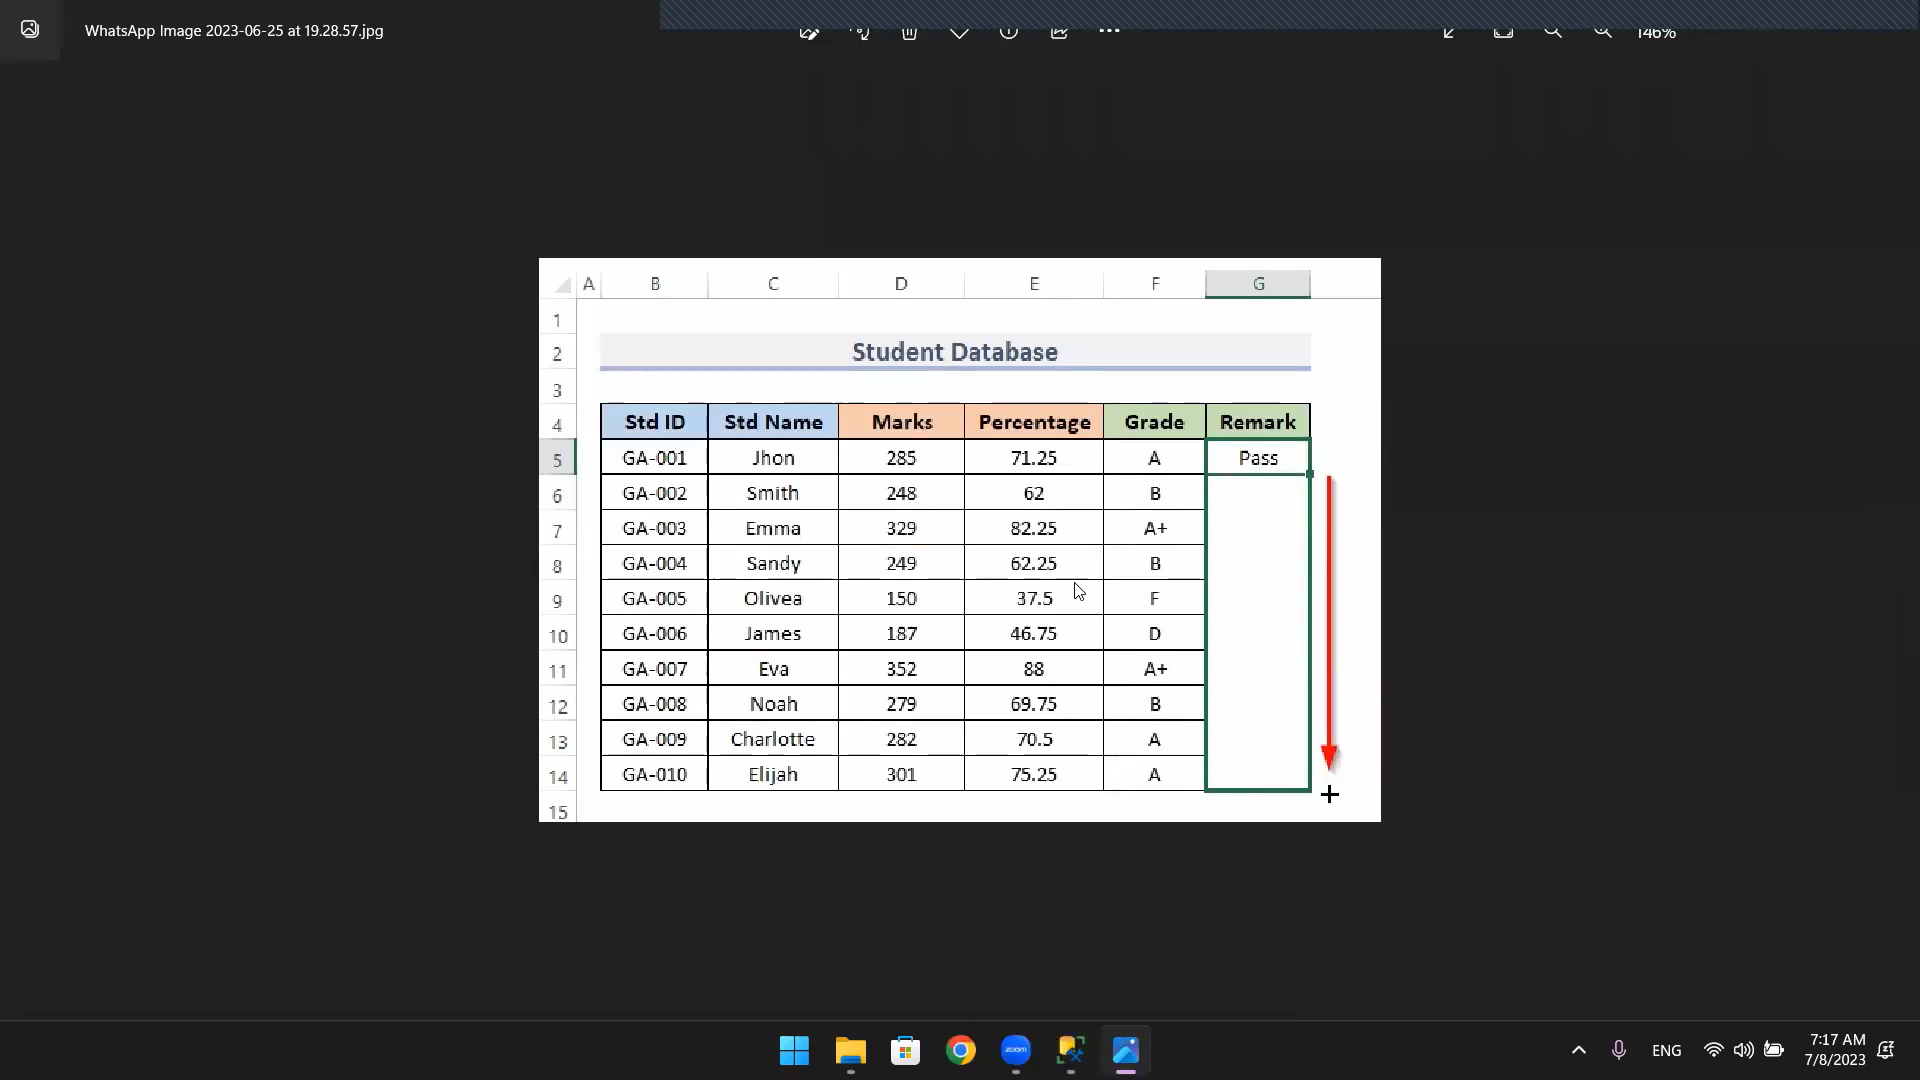 WhatsApp Image 2023-06-25 at 19.28.57.jpg
146%
A B C D E F G
1
2 Student Database
3
4 Std ID Std Name Marks Percentage Grade Remark
5 GA-001 Jhon 285 71.25 A Pass
6 GA-002 Smith 248 62 B
7 GA-003 Emma 329 82.25 A+
8 GA-004 Sandy 249 62.25 B
9 GA-005 Olivea 150 37.5 F
10 GA-006 James 187 46.75 D
11 GA-007 Eva 352 88 A+
12 GA-008 Noah 279 69.75 B
13 GA-009 Charlotte 282 70.5 A
14 GA-010 Elijah 301 75.25 A
15
zoom
ENG
7:17 AM
7/8/2023